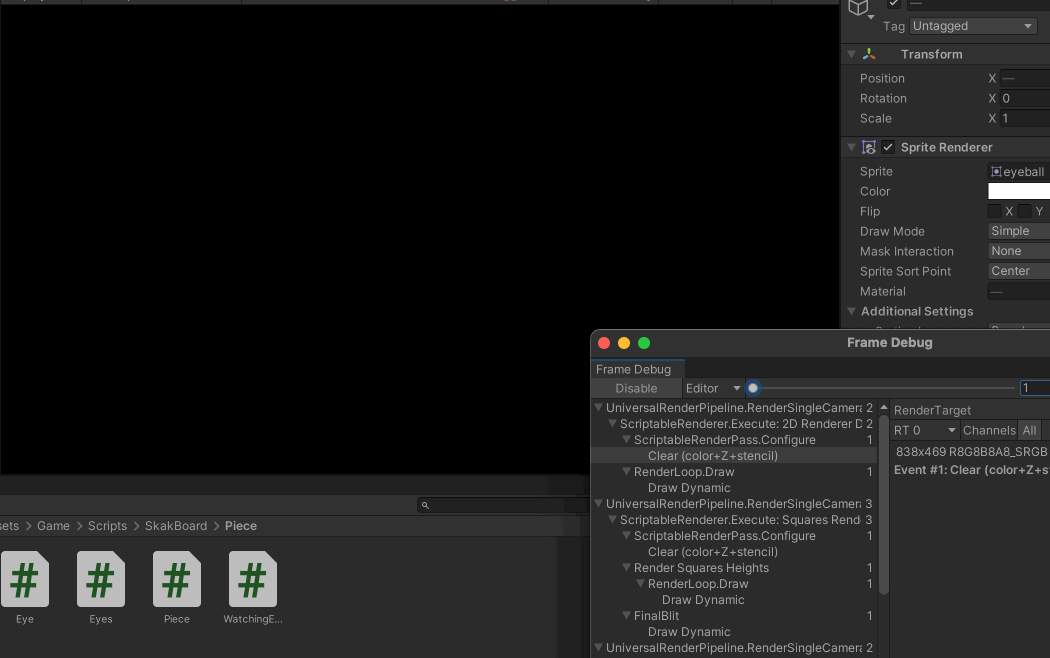 Tag Untagged
Transform
Position X —
Rotation X 0
Scale X 1
Sprite Renderer
Sprite eyeball
Color
Flip X Y
Draw Mode Simple
Mask Interaction None
Sprite Sort Point Center
Material —
Additional Settings
Frame Debug
Frame Debug
Disable Editor 1
UniversalRenderPipeline.RenderSingleCamera 2
ScriptableRenderer.Execute: 2D Renderer D 2
ScriptableRenderPass.Configure 1
Clear (color+Z+stencil)
RenderLoop.Draw 1
Draw Dynamic
UniversalRenderPipeline.RenderSingleCamera 3
ScriptableRenderer.Execute: Squares Rend 3
ScriptableRenderPass.Configure 1
Clear (color+Z+stencil)
Render Squares Heights 1
RenderLoop.Draw 1
Draw Dynamic
FinalBlit 1
Draw Dynamic
UniversalRenderPipeline.RenderSingleCamera 2
RenderTarget
RT 0 Channels All
838x469 R8G8B8A8_SRGB
Event #1: Clear (color+Z+s
sets > Game > Scripts > SkakBoard > Piece
# # # #
Eye Eyes Piece WatchingE...